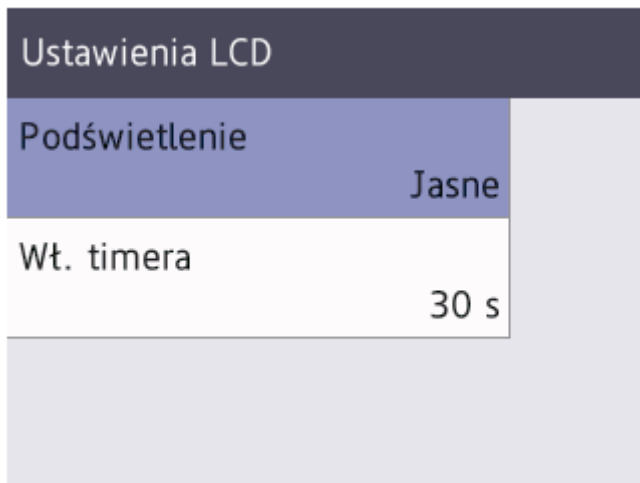 Ustawienia LCD
Podświetlenie
Jasne
Wł. timera
30 s